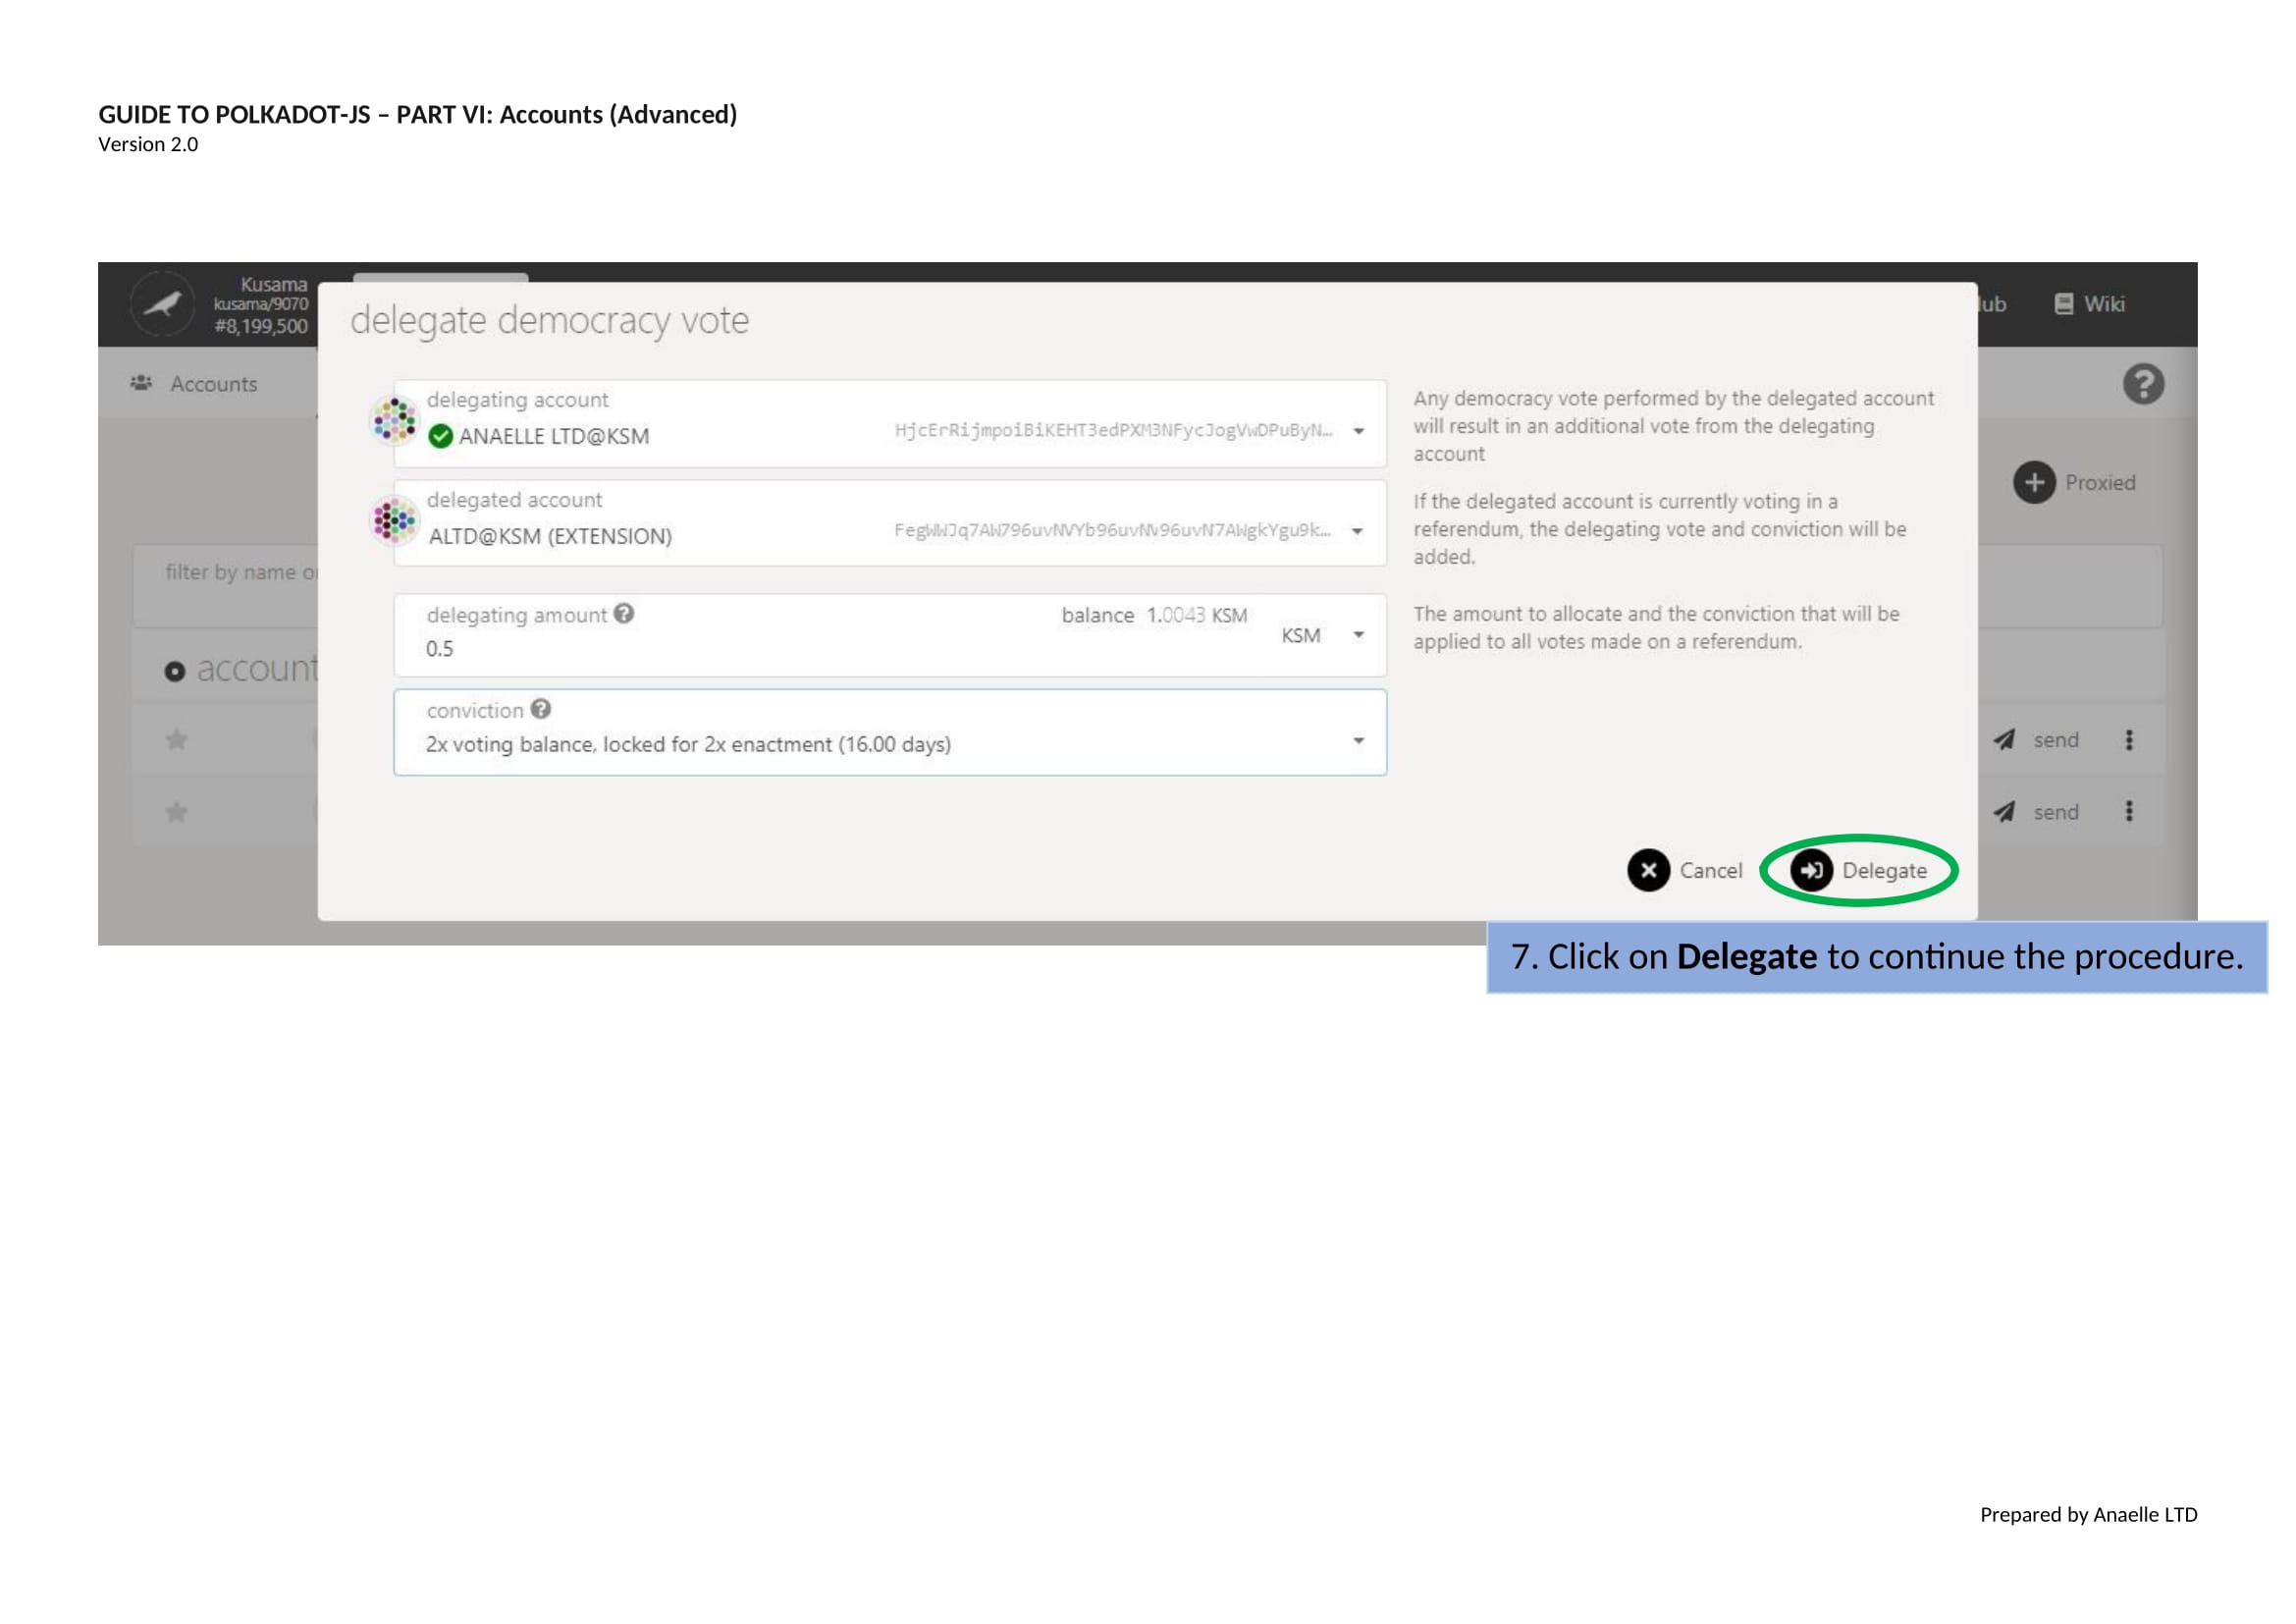 GUIDE TO POLKADOT-JS – PART VI: Accounts (Advanced)
Version 2.0
Kusama
kusama/9070
#8,199,500
lub
Wiki
delegate democracy vote
Accounts
delegating account
ANAELLE LTD@KSM
HjcErRijmpoiBiKEHT3edPXM3NFycJogVwDPuByN...
Any democracy vote performed by the delegated account
will result in an additional vote from the delegating
account
delegated account
ALTD@KSM (EXTENSION)
FegWWJq7AW796uvNVYb96uvNv96uvN7AWgkYgu9k...
If the delegated account is currently voting in a
referendum, the delegating vote and conviction will be
added.
Proxied
filter by name o
delegating amount
0.5
balance 1.0043 KSM
KSM
The amount to allocate and the conviction that will be
applied to all votes made on a referendum.
account
conviction
2x voting balance, locked for 2x enactment (16.00 days)
send
send
Cancel
Delegate
7. Click on Delegate to continue the procedure.
Prepared by Anaelle LTD